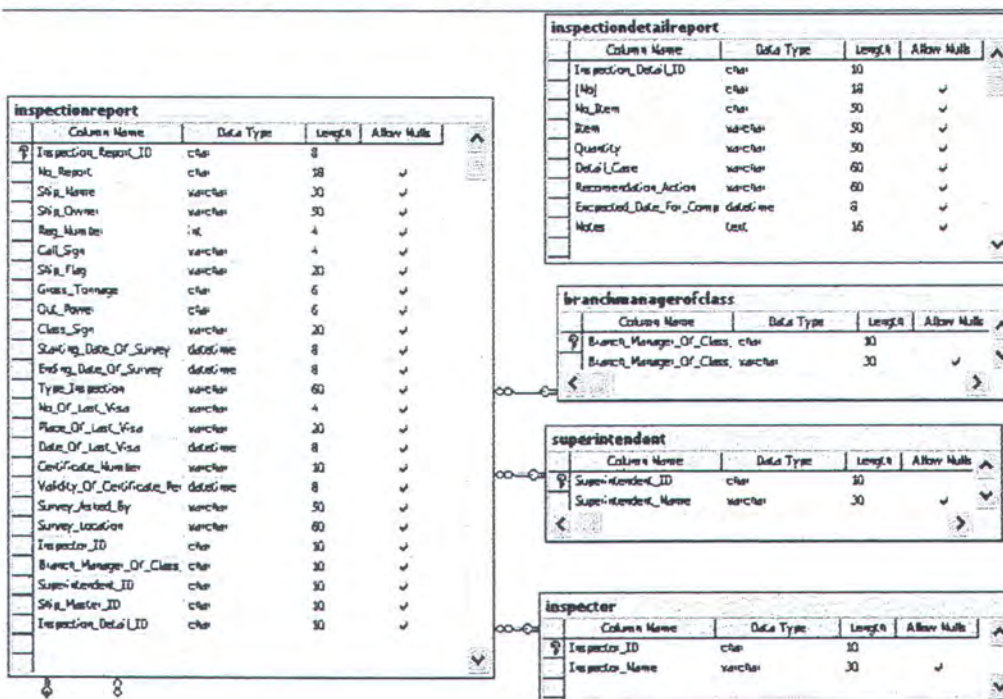 inspectionreport
Column Name Data Type Length Allow Nulls
Inspection_Report_ID char 8
No_Report char 18
Ship_Name varchar 30
Ship_Owner varchar 50
Reg_Number int 4
Call_Sign varchar 4
Ship_Flag varchar 20
Gross_Tonnage char 6
Out_Power char 6
Class_Sign varchar 20
Starting_Date_Of_Survey datetime 8
Ending_Date_Of_Survey datetime 8
Type_Inspection varchar 60
No_Of_Last_Visa varchar 4
Place_Of_Last_Visa varchar 20
Date_Of_Last_Visa datetime 8
Certificate_Number varchar 10
Validity_Of_Certificate_Per datetime 8
Survey_Asked_By varchar 50
Survey_Location varchar 60
Inspector_ID char 10
Branch_Manager_Of_Class_ char 10
Superintendent_ID char 10
Ship_Master_ID char 10
Inspection_Detail_ID char 10
inspectiondetailreport
Column Name Data Type Length Allow Nulls
Inspection_Detail_ID char 10
[No] char 18
No_Item char 50
Item varchar 50
Quantity varchar 50
Detail_Case varchar 60
Recomendation_Action varchar 60
Excpected_Date_For_Comp datetime 8
Notes text 16
branchmanagerofclass
Column Name Data Type Length Allow Nulls
Branch_Manager_Of_Class_ char 10
Branch_Manager_Of_Class_ varchar 30
superintendent
Column Name Data Type Length Allow Nulls
Superintendent_ID char 10
Superintendent_Name varchar 30
inspector
Column Name Data Type Length Allow Nulls
Inspector_ID char 10
Inspector_Name varchar 30